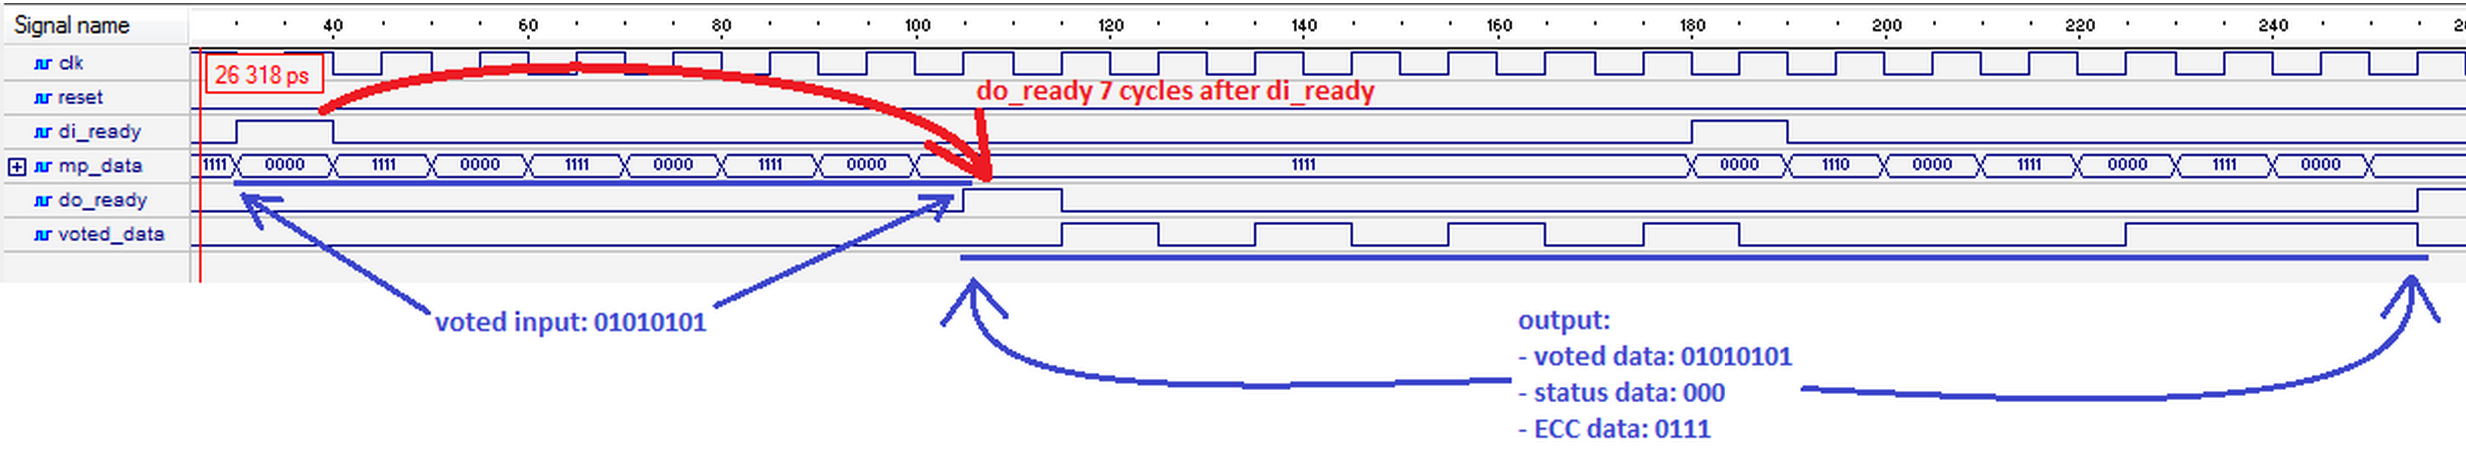 Signal name 40 60 80 100 120 140 160 180 200 220 240
clk
26 318 ps
reset
do_ready 7 cycles after di_ready
di_ready
mp_data 1111 0000 1111 0000 1111 0000 1111 0000 1111 0000 1110 0000 1111 0000 1111 0000
do_ready
voted_data
voted input: 01010101
output:
- voted data: 01010101
- status data: 000
- ECC data: 0111